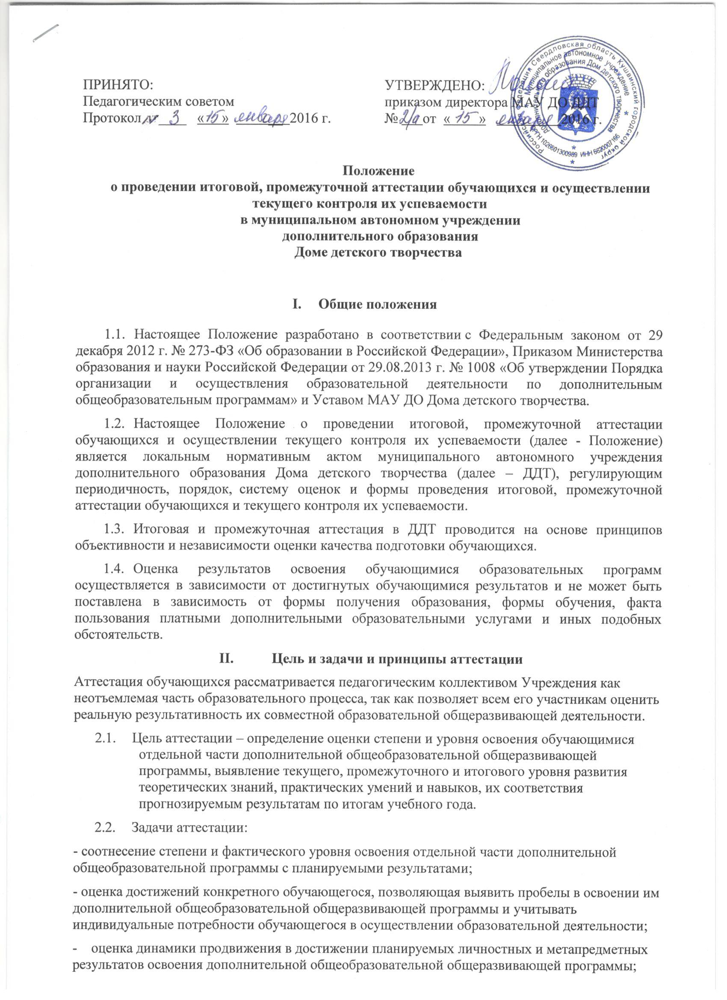 ПРИНЯТО:
Педагогическим советом
Протокол № 3 «15» января 2016 г.
УТВЕРЖДЕНО:
приказом директора МАУ ДО ДДТ
№ 2/а от «15» января 2016 г.
Российская Федерация Свердловская область Кушвинский городской округ
Муниципальное автономное учреждение
дополнительного образования Дом детского творчества
ОГРН 1026601300989 ИНН 6620007166
Положение
о проведении итоговой, промежуточной аттестации обучающихся и осуществлении
текущего контроля их успеваемости
в муниципальном автономном учреждении
дополнительного образования
Доме детского творчества
I. Общие положения
1.1. Настоящее Положение разработано в соответствии с Федеральным законом от 29
декабря 2012 г. № 273-ФЗ «Об образовании в Российской Федерации», Приказом Министерства
образования и науки Российской Федерации от 29.08.2013 г. № 1008 «Об утверждении Порядка
организации и осуществления образовательной деятельности по дополнительным
общеобразовательным программам» и Уставом МАУ ДО Дома детского творчества.
1.2. Настоящее Положение о проведении итоговой, промежуточной аттестации
обучающихся и осуществлении текущего контроля их успеваемости (далее - Положение)
является локальным нормативным актом муниципального автономного учреждения
дополнительного образования Дома детского творчества (далее – ДДТ), регулирующим
периодичность, порядок, систему оценок и формы проведения итоговой, промежуточной
аттестации обучающихся и текущего контроля их успеваемости.
1.3. Итоговая и промежуточная аттестация в ДДТ проводится на основе принципов
объективности и независимости оценки качества подготовки обучающихся.
1.4. Оценка результатов освоения обучающимися образовательных программ
осуществляется в зависимости от достигнутых обучающимися результатов и не может быть
поставлена в зависимость от формы получения образования, формы обучения, факта
пользования платными дополнительными образовательными услугами и иных подобных
обстоятельств.
II. Цель и задачи и принципы аттестации
Аттестация обучающихся рассматривается педагогическим коллективом Учреждения как
неотъемлемая часть образовательного процесса, так как позволяет всем его участникам оценить
реальную результативность их совместной образовательной общеразвивающей деятельности.
2.1. Цель аттестации – определение оценки степени и уровня освоения обучающимися
отдельной части дополнительной общеобразовательной общеразвивающей
программы, выявление текущего, промежуточного и итогового уровня развития
теоретических знаний, практических умений и навыков, их соответствия
прогнозируемым результатам по итогам учебного года.
2.2. Задачи аттестации:
- соотнесение степени и фактического уровня освоения отдельной части дополнительной
общеобразовательной программы с планируемыми результатами;
- оценка достижений конкретного обучающегося, позволяющая выявить пробелы в освоении им
дополнительной общеобразовательной общеразвивающей программы и учитывать
индивидуальные потребности обучающегося в осуществлении образовательной деятельности;
- оценка динамики продвижения в достижении планируемых личностных и метапредметных
результатов освоения дополнительной общеобразовательной общеразвивающей программы;